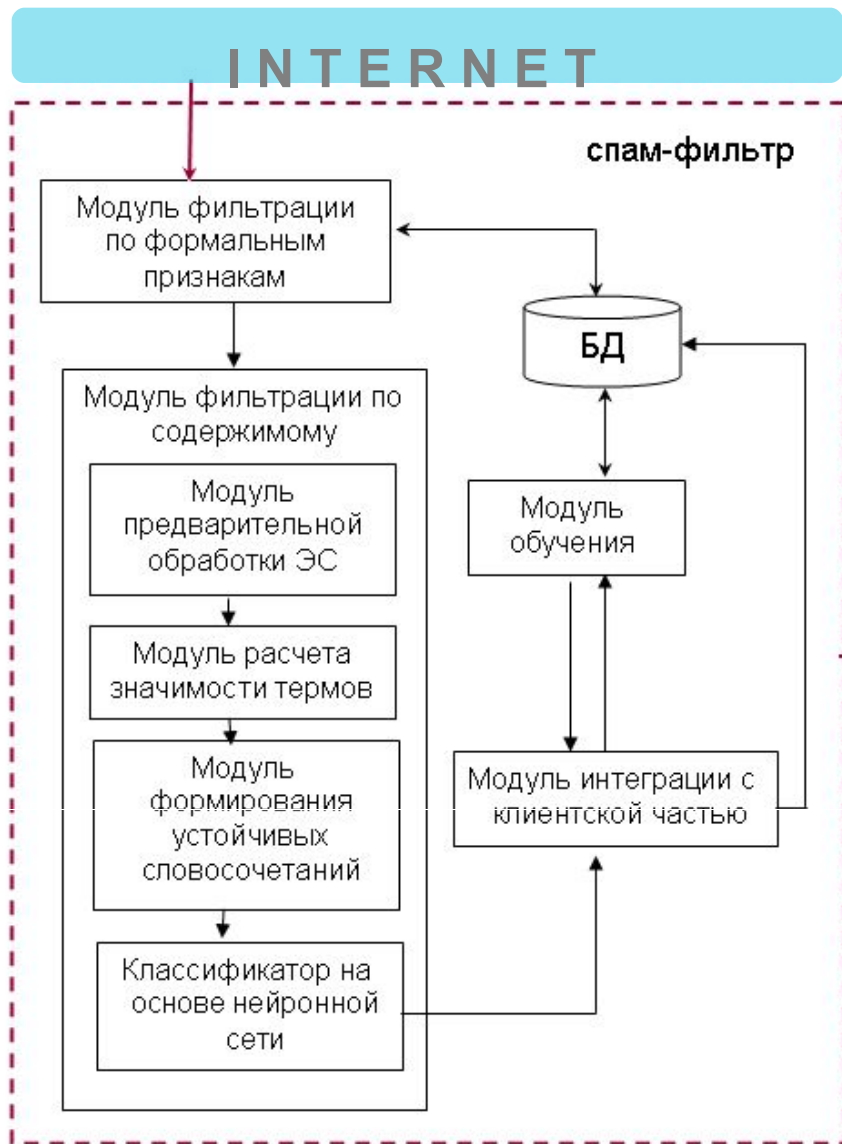 INTERNET
спам-фильтр
Модуль фильтрации
по формальным
признакам
БД
Модуль фильтрации по
содержимому
Модуль
предварительной
обработки ЭС
Модуль расчета
значимости термов
Модуль
формирования
устойчивых
словосочетаний
Классификатор на
основе нейронной
сети
Модуль
обучения
Модуль интеграции с
клиентской частью